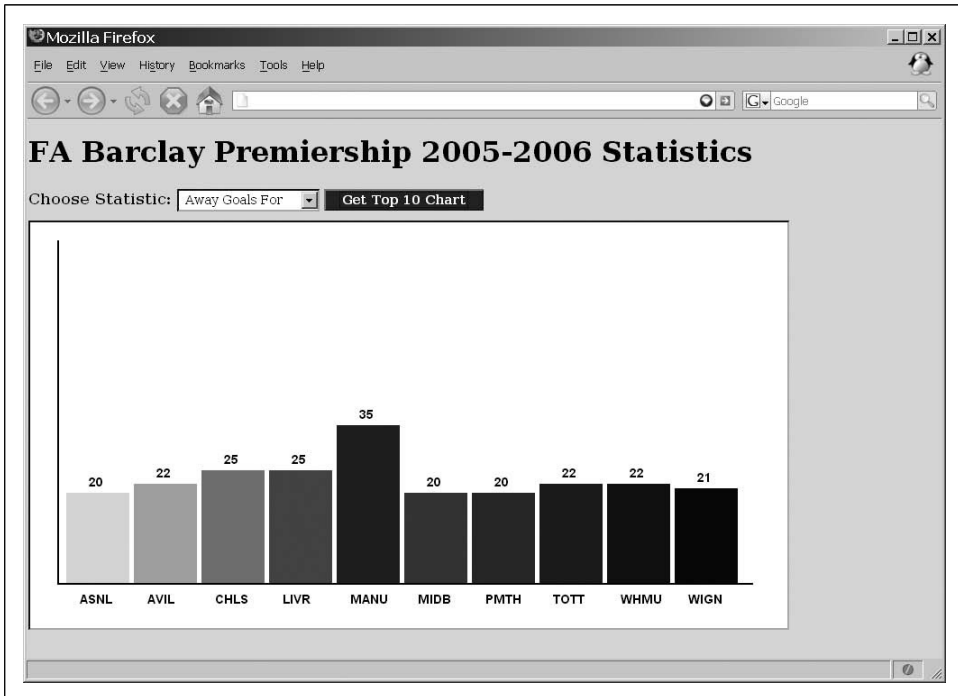 Mozilla Firefox
File Edit View History Bookmarks Tools Help
G Google
FA Barclay Premiership 2005-2006 Statistics
Choose Statistic: Away Goals For Get Top 10 Chart
35
20 22 25 25 20 20 22 22 21
ASNL AVIL CHLS LIVR MANU MIDB PMTH TOTT WHMU WIGN